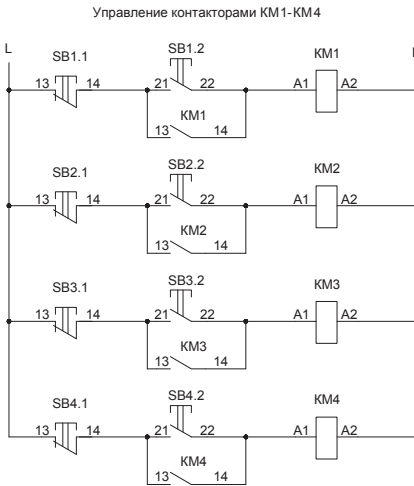 Управление контакторами КМ1-КМ4
L
SB1.1 SB1.2 КМ1
13 14 21 22 A1 A2
КМ1
13 14
SB2.1 SB2.2 КМ2
13 14 21 22 A1 A2
КМ2
13 14
SB3.1 SB3.2 КМ3
13 14 21 22 A1 A2
КМ3
13 14
SB4.1 SB4.2 КМ4
13 14 21 22 A1 A2
КМ4
13 14